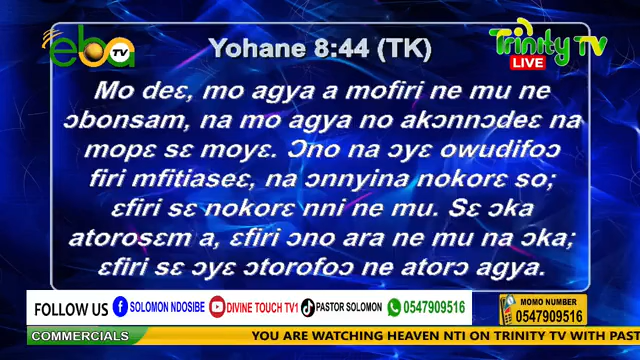 eba TV
Yohane 8:44 (TK)
Trinity TV
LIVE
Mo deɛ, mo agya a mofiri ne mu ne
ɔbonsam, na mo agya no akɔnnɔdeɛ na
mopɛ sɛ moyɛ. Ɔno na ɔyɛ owudifoɔ
firi mfitiaseɛ, na ɔnnyina nokorɛ so;
ɛfiri sɛ nokorɛ nni ne mu. Sɛ ɔka
atorosɛm a, ɛfiri ɔno ara ne mu na ɔka;
ɛfiri sɛ ɔyɛ ɔtorofoɔ ne atorɔ agya.
FOLLOW US SOLOMON NDOSIBE DIVINE TOUCH TV1 PASTOR SOLOMON 0547909516
MOMO NUMBER
0547909516
COMMERCIALS YOU ARE WATCHING HEAVEN NTI ON TRINITY TV WITH PAST